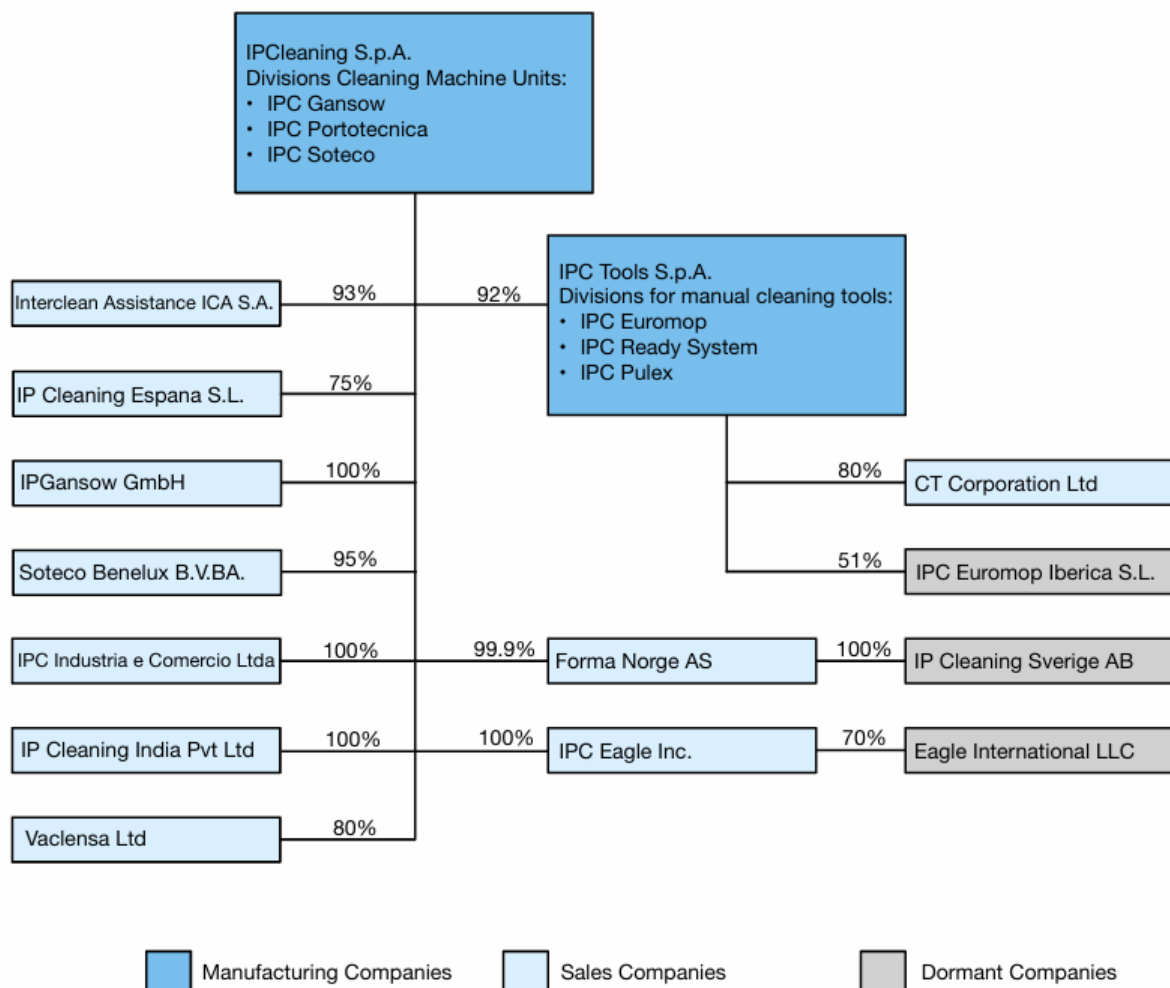 IPCleaning S.p.A.
Divisions Cleaning Machine Units:
• IPC Gansow
• IPC Portotecnica
• IPC Soteco
IPC Tools S.p.A.
Divisions for manual cleaning tools:
• IPC Euromop
• IPC Ready System
• IPC Pulex
Interclean Assistance ICA S.A.
93%
92%
IP Cleaning Espana S.L.
75%
IPGansow GmbH
100%
80%
CT Corporation Ltd
Soteco Benelux B.V.BA.
95%
51%
IPC Euromop Iberica S.L.
IPC Industria e Comercio Ltda
100%
99.9%
Forma Norge AS
100%
IP Cleaning Sverige AB
IP Cleaning India Pvt Ltd
100%
100%
IPC Eagle Inc.
70%
Eagle International LLC
Vaclensa Ltd
80%
Manufacturing Companies
Sales Companies
Dormant Companies